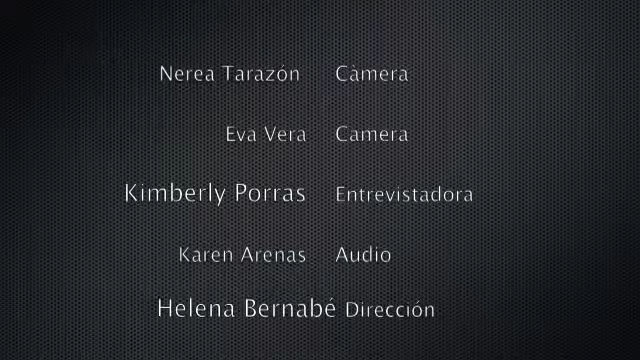 Nerea Tarazón Càmera
Eva Vera Camera
Kimberly Porras Entrevistadora
Karen Arenas Audio
Helena Bernabé Dirección